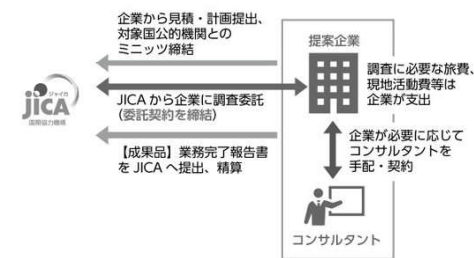 企業から見積・計画提出、
対象国公的機関との
ミニッツ締結
提案企業
ジャイカ
JICA
国際協力機構
JICA から企業に調査委託
(委託契約を締結)
調査に必要な旅費、
現地活動費等は
企業が支出
【成果品】業務完了報告書
を JICA へ提出、精算
企業が必要に応じて
コンサルタントを
手配・契約
コンサルタント